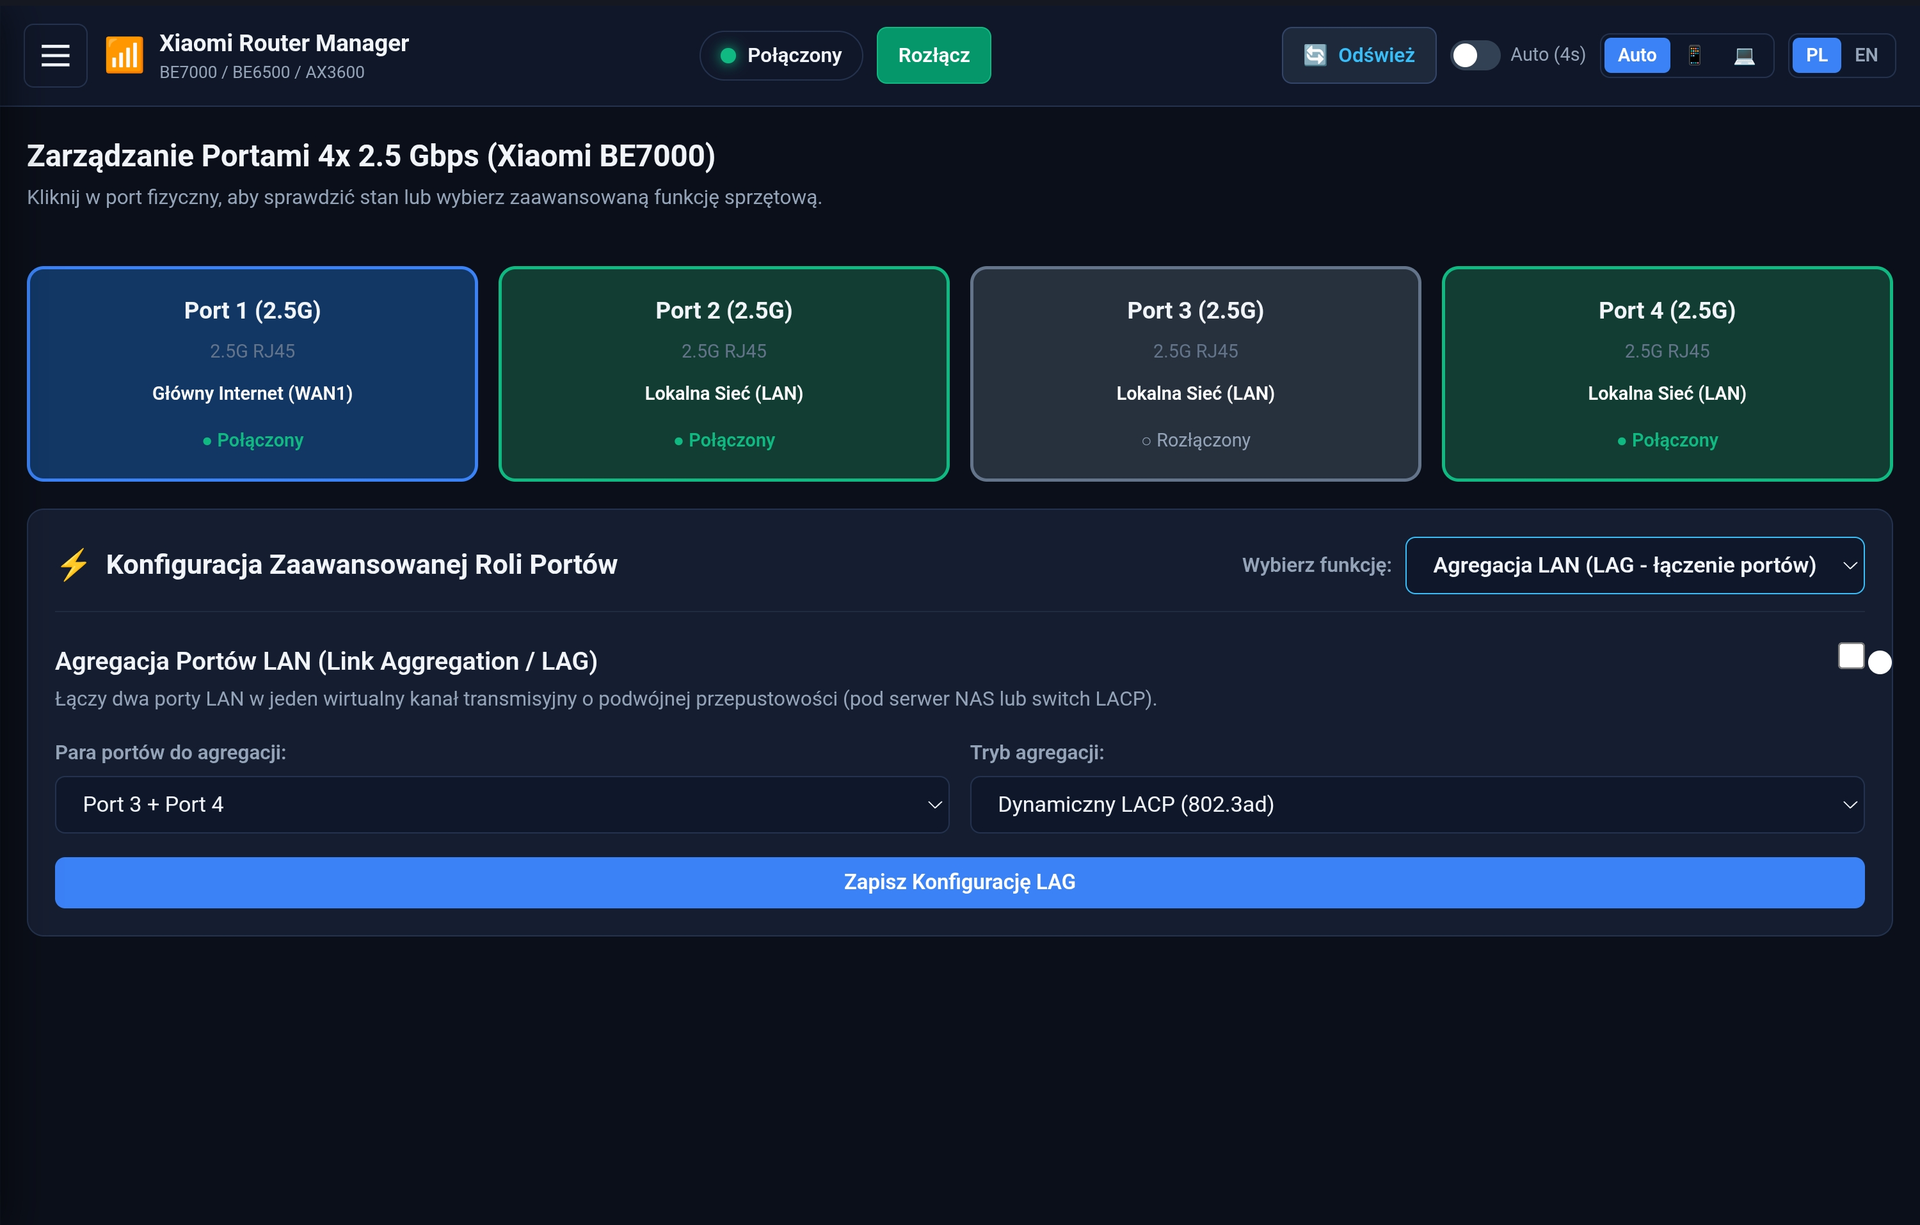 Xiaomi Router Manager
BE7000 / BE6500 / AX3600
Połączony
Rozłącz
Odśwież
Auto (4s)
Auto
PL
EN
Zarządzanie Portami 4x 2.5 Gbps (Xiaomi BE7000)
Kliknij w port fizyczny, aby sprawdzić stan lub wybierz zaawansowaną funkcję sprzętową.
Port 1 (2.5G)
2.5G RJ45
Główny Internet (WAN1)
● Połączony
Port 2 (2.5G)
2.5G RJ45
Lokalna Sieć (LAN)
● Połączony
Port 3 (2.5G)
2.5G RJ45
Lokalna Sieć (LAN)
○ Rozłączony
Port 4 (2.5G)
2.5G RJ45
Lokalna Sieć (LAN)
● Połączony
⚡ Konfiguracja Zaawansowanej Roli Portów
Wybierz funkcję:
Agregacja LAN (LAG - łączenie portów)
Agregacja Portów LAN (Link Aggregation / LAG)
Łączy dwa porty LAN w jeden wirtualny kanał transmisyjny o podwójnej przepustowości (pod serwer NAS lub switch LACP).
Para portów do agregacji:
Port 3 + Port 4
Tryb agregacji:
Dynamiczny LACP (802.3ad)
Zapisz Konfigurację LAG